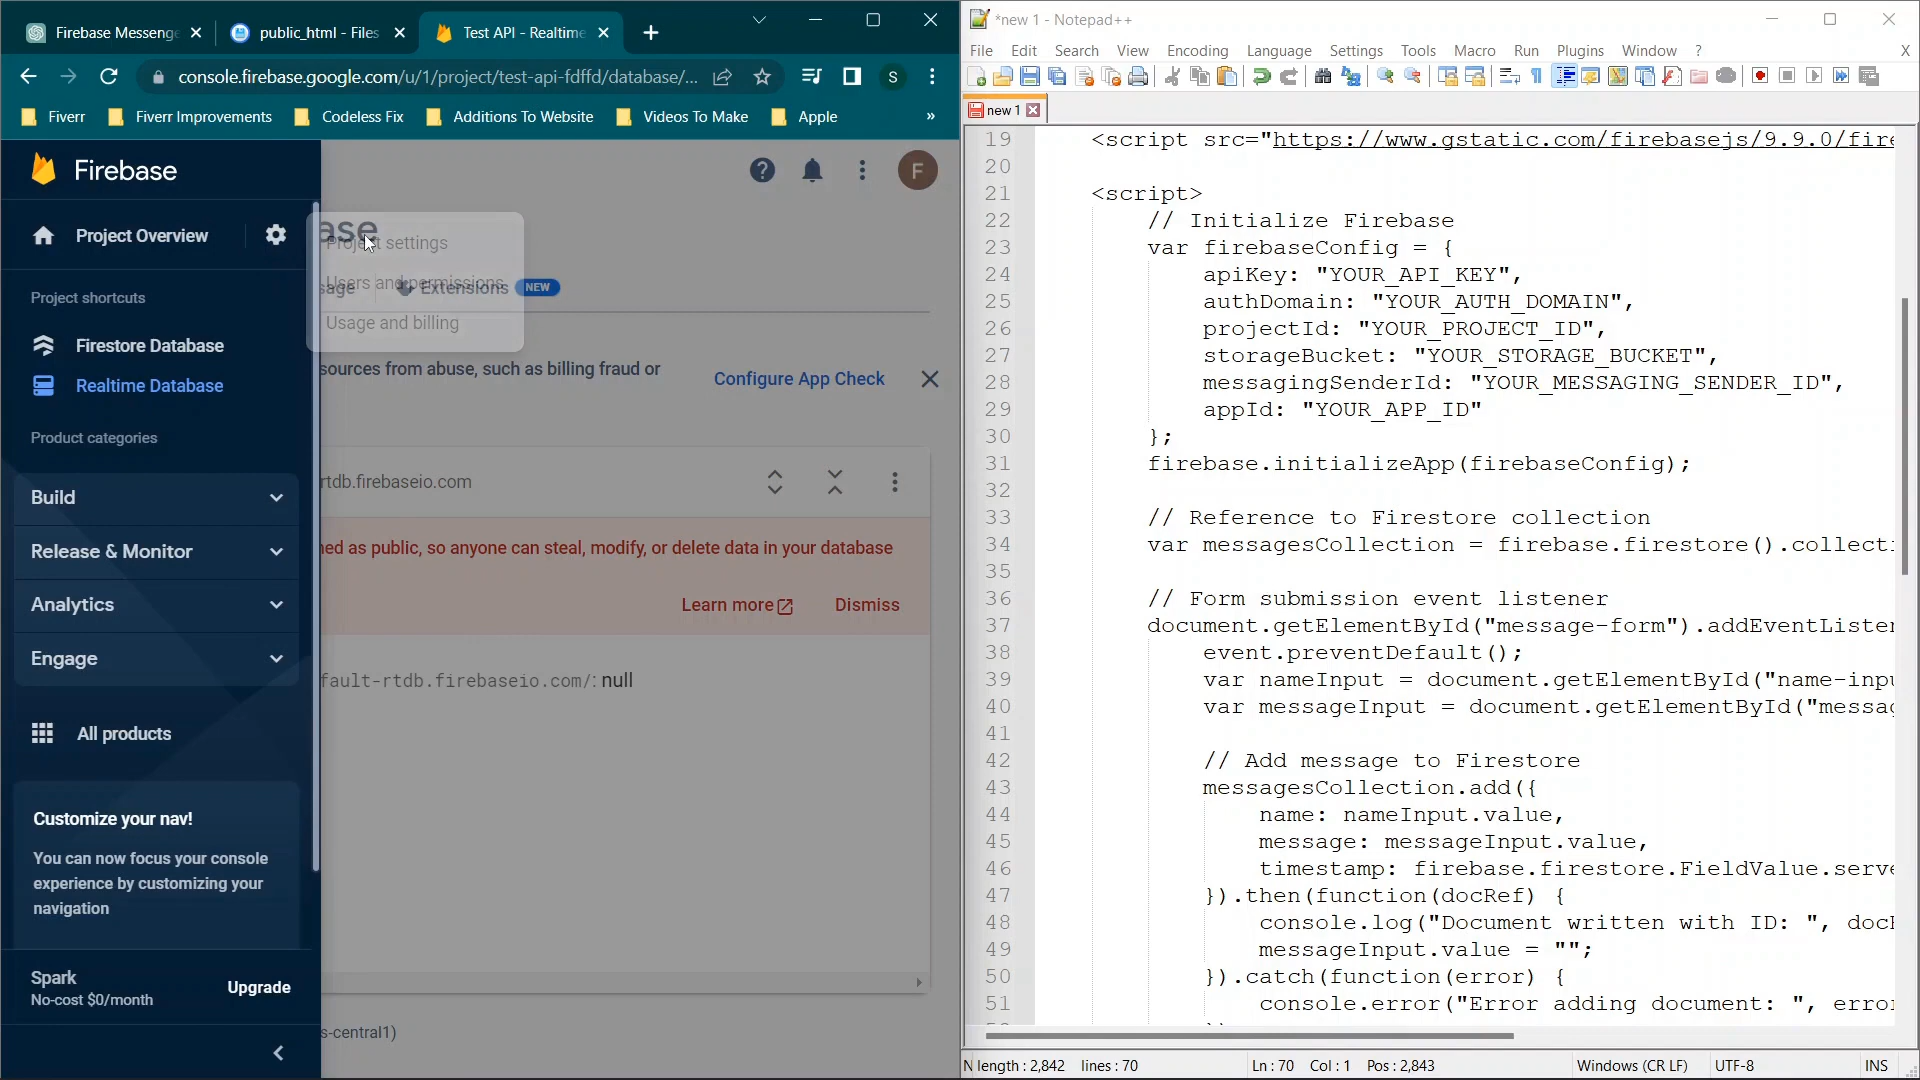 Firebase Messenge
public_html - Files
Test API - Realtime
console.firebase.google.com/u/1/project/test-api-fdffd/database/...
S
Fiverr
Fiverr Improvements
Codeless Fix
Additions To Website
Videos To Make
Apple
»
Firebase
F
Project Overview
ase
Project settings
Users and permissions
Usage and billing
sage
Extensions
NEW
Project shortcuts
Firestore Database
Realtime Database
Product categories
sources from abuse, such as billing fraud or
Configure App Check
Build
Release & Monitor
Analytics
Engage
All products
rtdb.firebaseio.com
ned as public, so anyone can steal, modify, or delete data in your database
Learn more
Dismiss
fault-rtdb.firebaseio.com/: null
Customize your nav!
You can now focus your console
experience by customizing your
navigation
Spark
No-cost $0/month
Upgrade
s-central1)
*new 1 - Notepad++
File Edit Search View Encoding Language Settings Tools Macro Run Plugins Window ? X
new 1
19 <script src="https://www.gstatic.com/firebasejs/9.9.0/fire
20
21 <script>
22 // Initialize Firebase
23 var firebaseConfig = {
24 apiKey: "YOUR_API_KEY",
25 authDomain: "YOUR_AUTH_DOMAIN",
26 projectId: "YOUR_PROJECT_ID",
27 storageBucket: "YOUR_STORAGE_BUCKET",
28 messagingSenderId: "YOUR_MESSAGING_SENDER_ID",
29 appId: "YOUR_APP_ID"
30 };
31 firebase.initializeApp(firebaseConfig);
32
33 // Reference to Firestore collection
34 var messagesCollection = firebase.firestore().collect
35
36 // Form submission event listener
37 document.getElementById("message-form").addEventListe
38 event.preventDefault();
39 var nameInput = document.getElementById("name-inp
40 var messageInput = document.getElementById("messa
41
42 // Add message to Firestore
43 messagesCollection.add({
44 name: nameInput.value,
45 message: messageInput.value,
46 timestamp: firebase.firestore.FieldValue.serve
47 }).then(function(docRef) {
48 console.log("Document written with ID: ", doc
49 messageInput.value = "";
50 }).catch(function(error) {
51 console.error("Error adding document: ", erro
N length : 2,842 lines : 70
Ln : 70 Col : 1 Pos : 2,843
Windows (CR LF)
UTF-8
INS